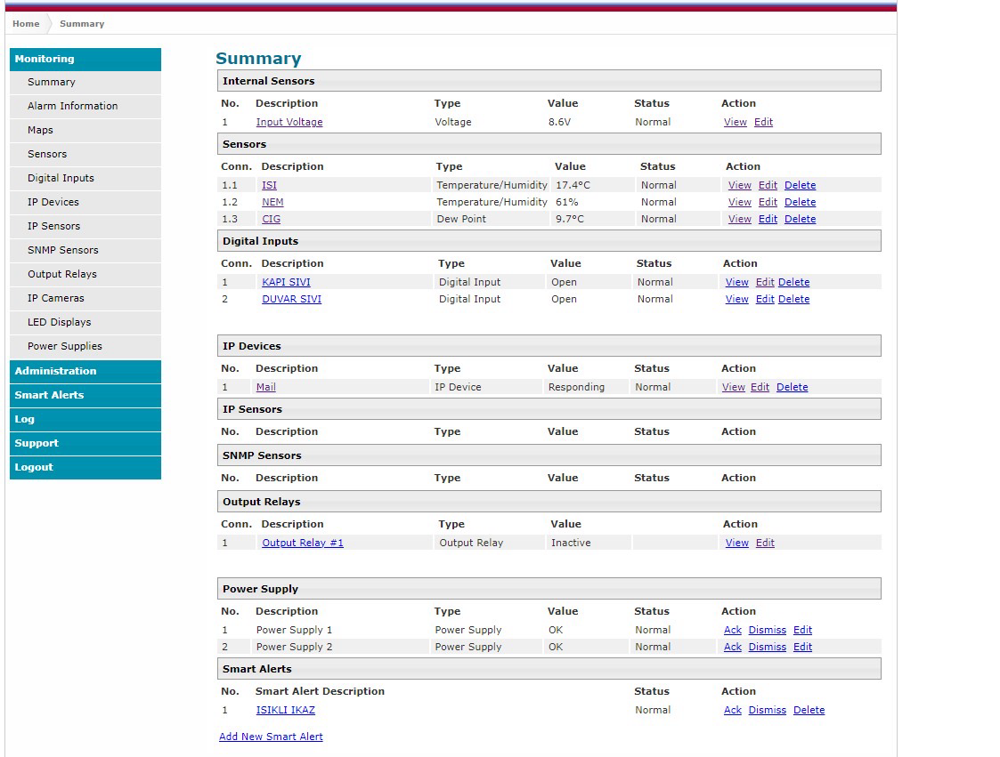 Home Summary
Monitoring
Summary
Alarm Information
Maps
Sensors
Digital Inputs
IP Devices
IP Sensors
SNMP Sensors
Output Relays
IP Cameras
LED Displays
Power Supplies
Administration
Smart Alerts
Log
Support
Logout
Summary
Internal Sensors
No. Description Type Value Status Action
1 Input Voltage Voltage 8.6V Normal View Edit
Sensors
Conn. Description Type Value Status Action
1.1 ISI Temperature/Humidity 17.4°C Normal View Edit Delete
1.2 NEM Temperature/Humidity 61% Normal View Edit Delete
1.3 CIG Dew Point 9.7°C Normal View Edit Delete
Digital Inputs
Conn. Description Type Value Status Action
1 KAPI SIVI Digital Input Open Normal View Edit Delete
2 DUVAR SIVI Digital Input Open Normal View Edit Delete
IP Devices
No. Description Type Value Status Action
1 Mail IP Device Responding Normal View Edit Delete
IP Sensors
No. Description Type Value Status Action
SNMP Sensors
No. Description Type Value Status Action
Output Relays
Conn. Description Type Value Action
1 Output Relay #1 Output Relay Inactive View Edit
Power Supply
No. Description Type Value Status Action
1 Power Supply 1 Power Supply OK Normal Ack Dismiss Edit
2 Power Supply 2 Power Supply OK Normal Ack Dismiss Edit
Smart Alerts
No. Smart Alert Description Status Action
1 ISIKLI IKAZ Normal Ack Dismiss Delete
Add New Smart Alert